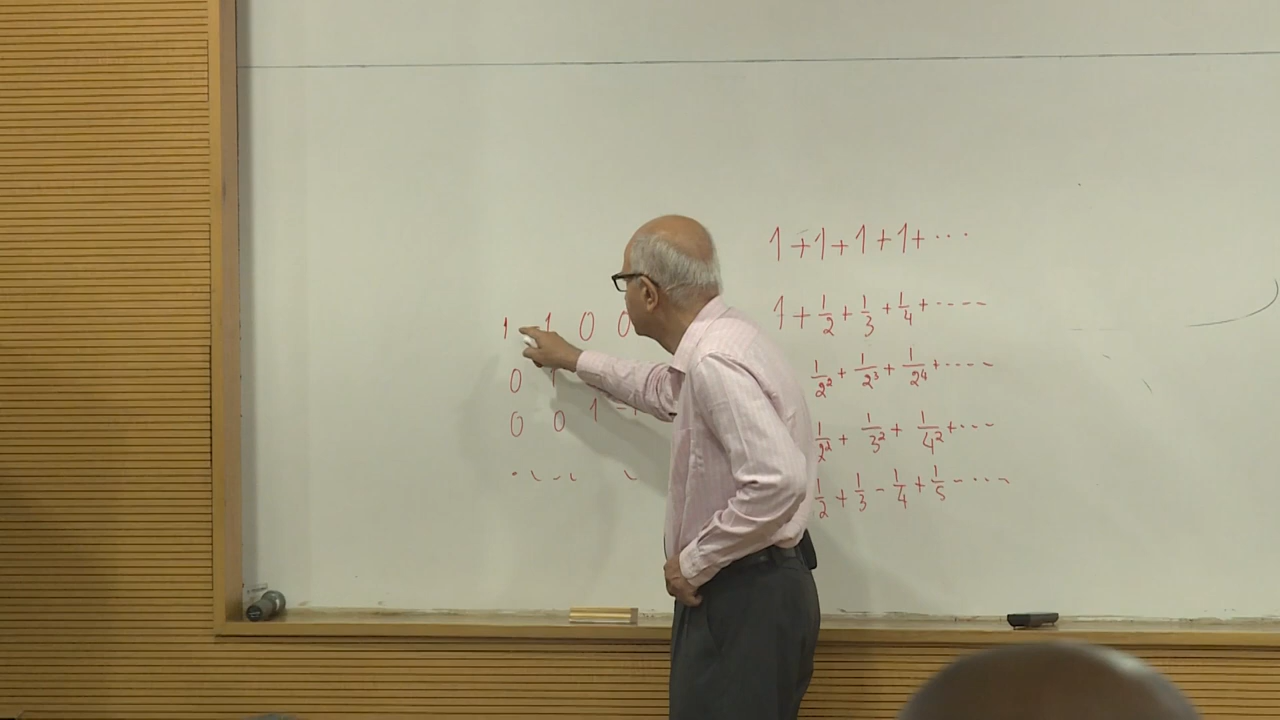 1 -1 0 0
0 1
0 0 1 -1
1 + 1 + 1 + 1 + ...
1 + 1/2 + 1/3 + 1/4 + ....
1/2² + 1/2³ + 1/2⁴ + ....
1/2² + 1/3² + 1/4² + ...
1/2 + 1/3 - 1/4 + 1/5 - ...